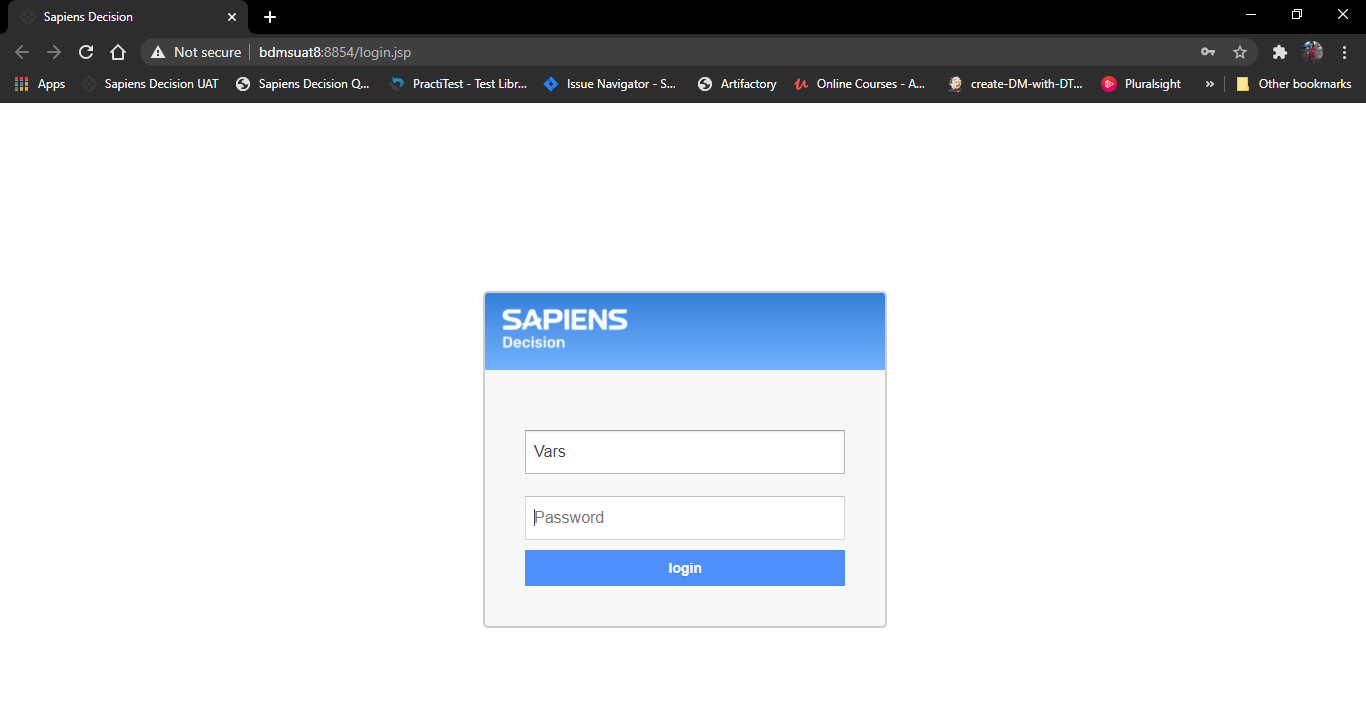 Sapiens Decision
Not secure bdmsuat8:8854/login.jsp
Apps Sapiens Decision UAT Sapiens Decision Q... PractiTest - Test Libr... Issue Navigator - S... Artifactory Online Courses - A... create-DM-with-DT... Pluralsight » Other bookmarks
SAPIENS
Decision
Vars
Password
login